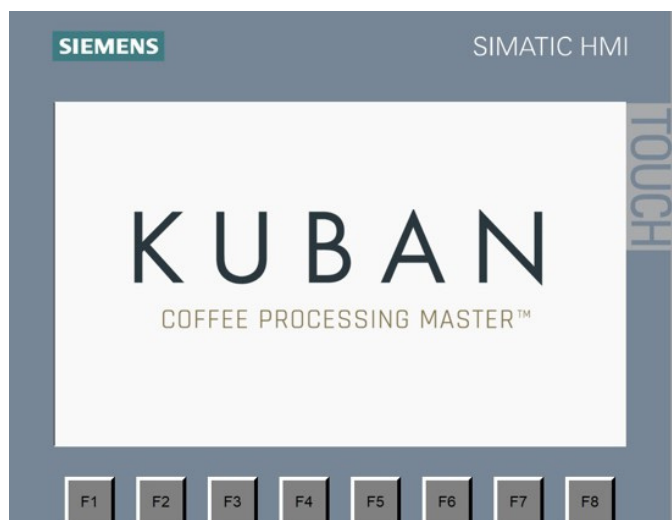 SIEMENS
SIMATIC HMI
TOUCH
KUBAN
COFFEE PROCESSING MASTER™
F1 F2 F3 F4 F5 F6 F7 F8